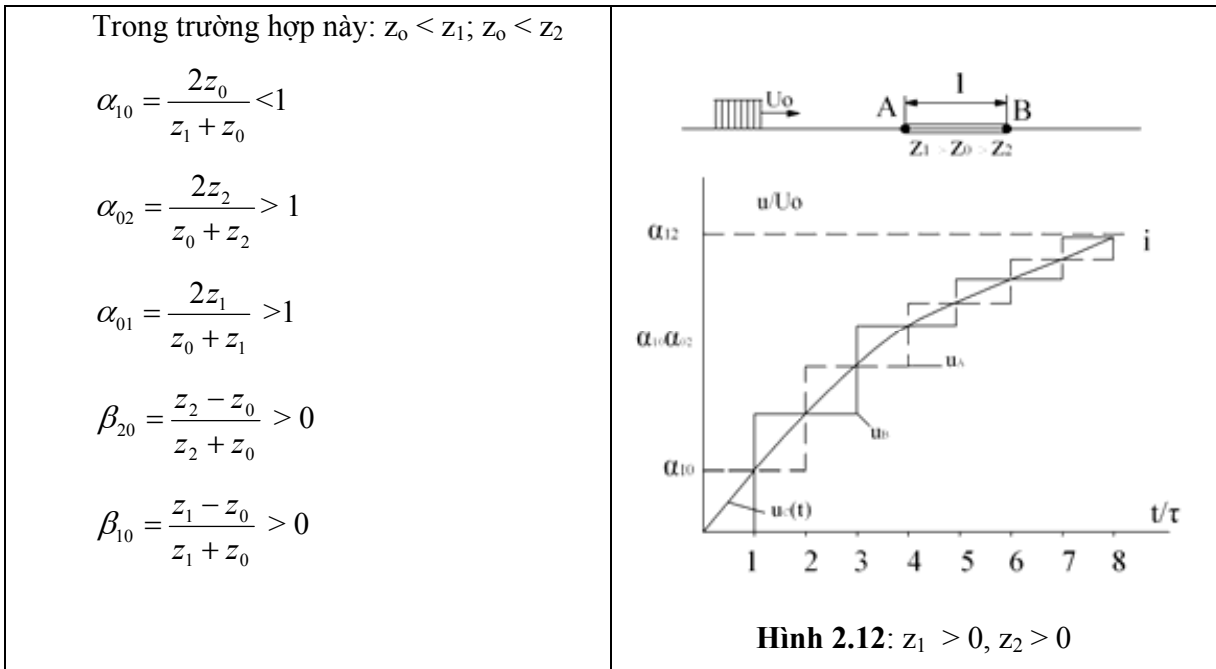 Trong trường hợp này: z₀ < z₁; z₀ < z₂
α₁₀ = 2z₀ / (z₁ + z₀) <1
α₀₂ = 2z₂ / (z₀ + z₂) > 1
α₀₁ = 2z₁ / (z₀ + z₁) >1
β₂₀ = (z₂ − z₀) / (z₂ + z₀) > 0
β₁₀ = (z₁ − z₀) / (z₁ + z₀) > 0
Uo
A l B
Z₁ > Z₀ > Z₂
u/Uo
α₁₂
i
α₁₀α₀₂
u_A
u_B
α₁₀
t/τ
1 2 3 4 5 6 7 8
Hình 2.12: z₁ > 0, z₂ > 0